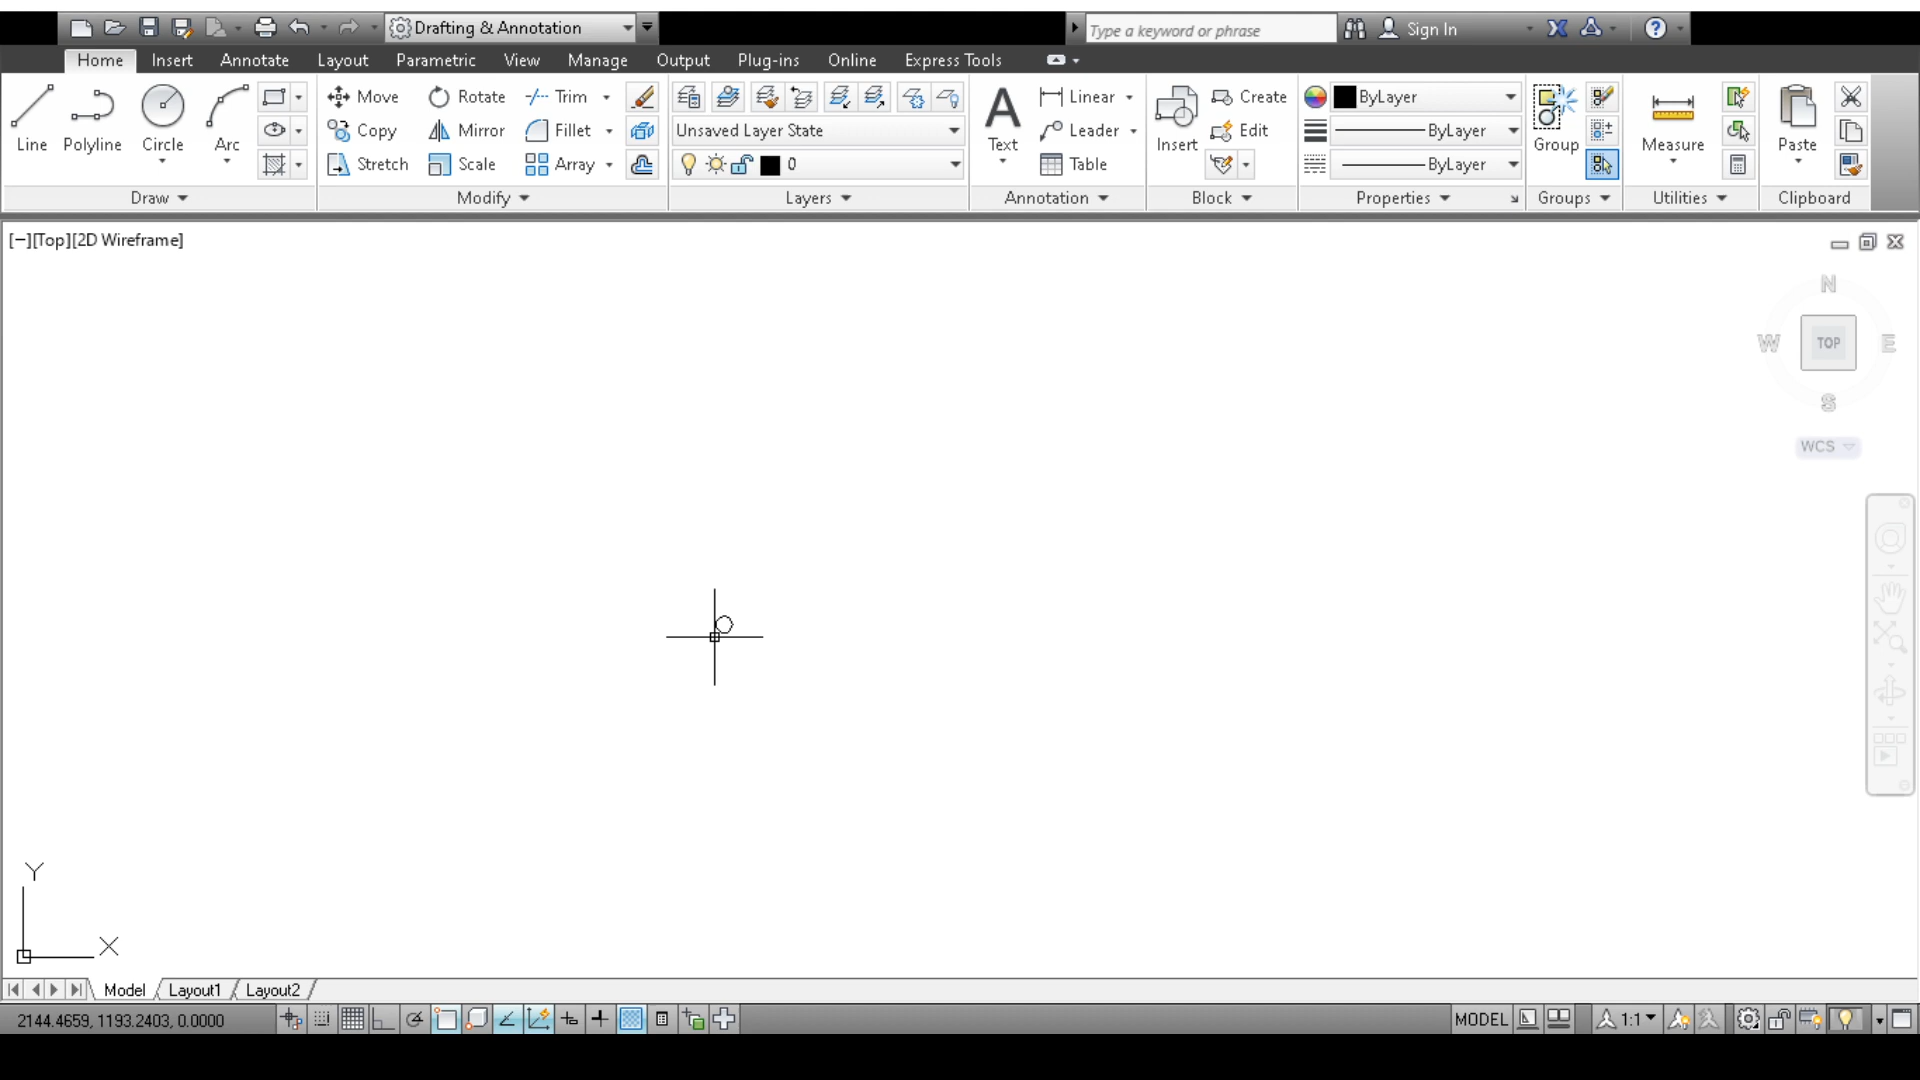 Drafting & Annotation
Type a keyword or phrase
Sign In
Home Insert Annotate Layout Parametric View Manage Output Plug-ins Online Express Tools
Line Polyline Circle Arc
Move Rotate Trim
Copy Mirror Fillet
Stretch Scale Array
Unsaved Layer State
0
Text
Linear
Leader
Table
Insert
Create
Edit
ByLayer
ByLayer
ByLayer
Group
Measure
Paste
Draw Modify Layers Annotation Block Properties Groups Utilities Clipboard
[−][Top][2D Wireframe]
N
W TOP E
S
WCS
Y
X
Model Layout1 Layout2
2144.4659, 1193.2403, 0.0000
MODEL
1:1